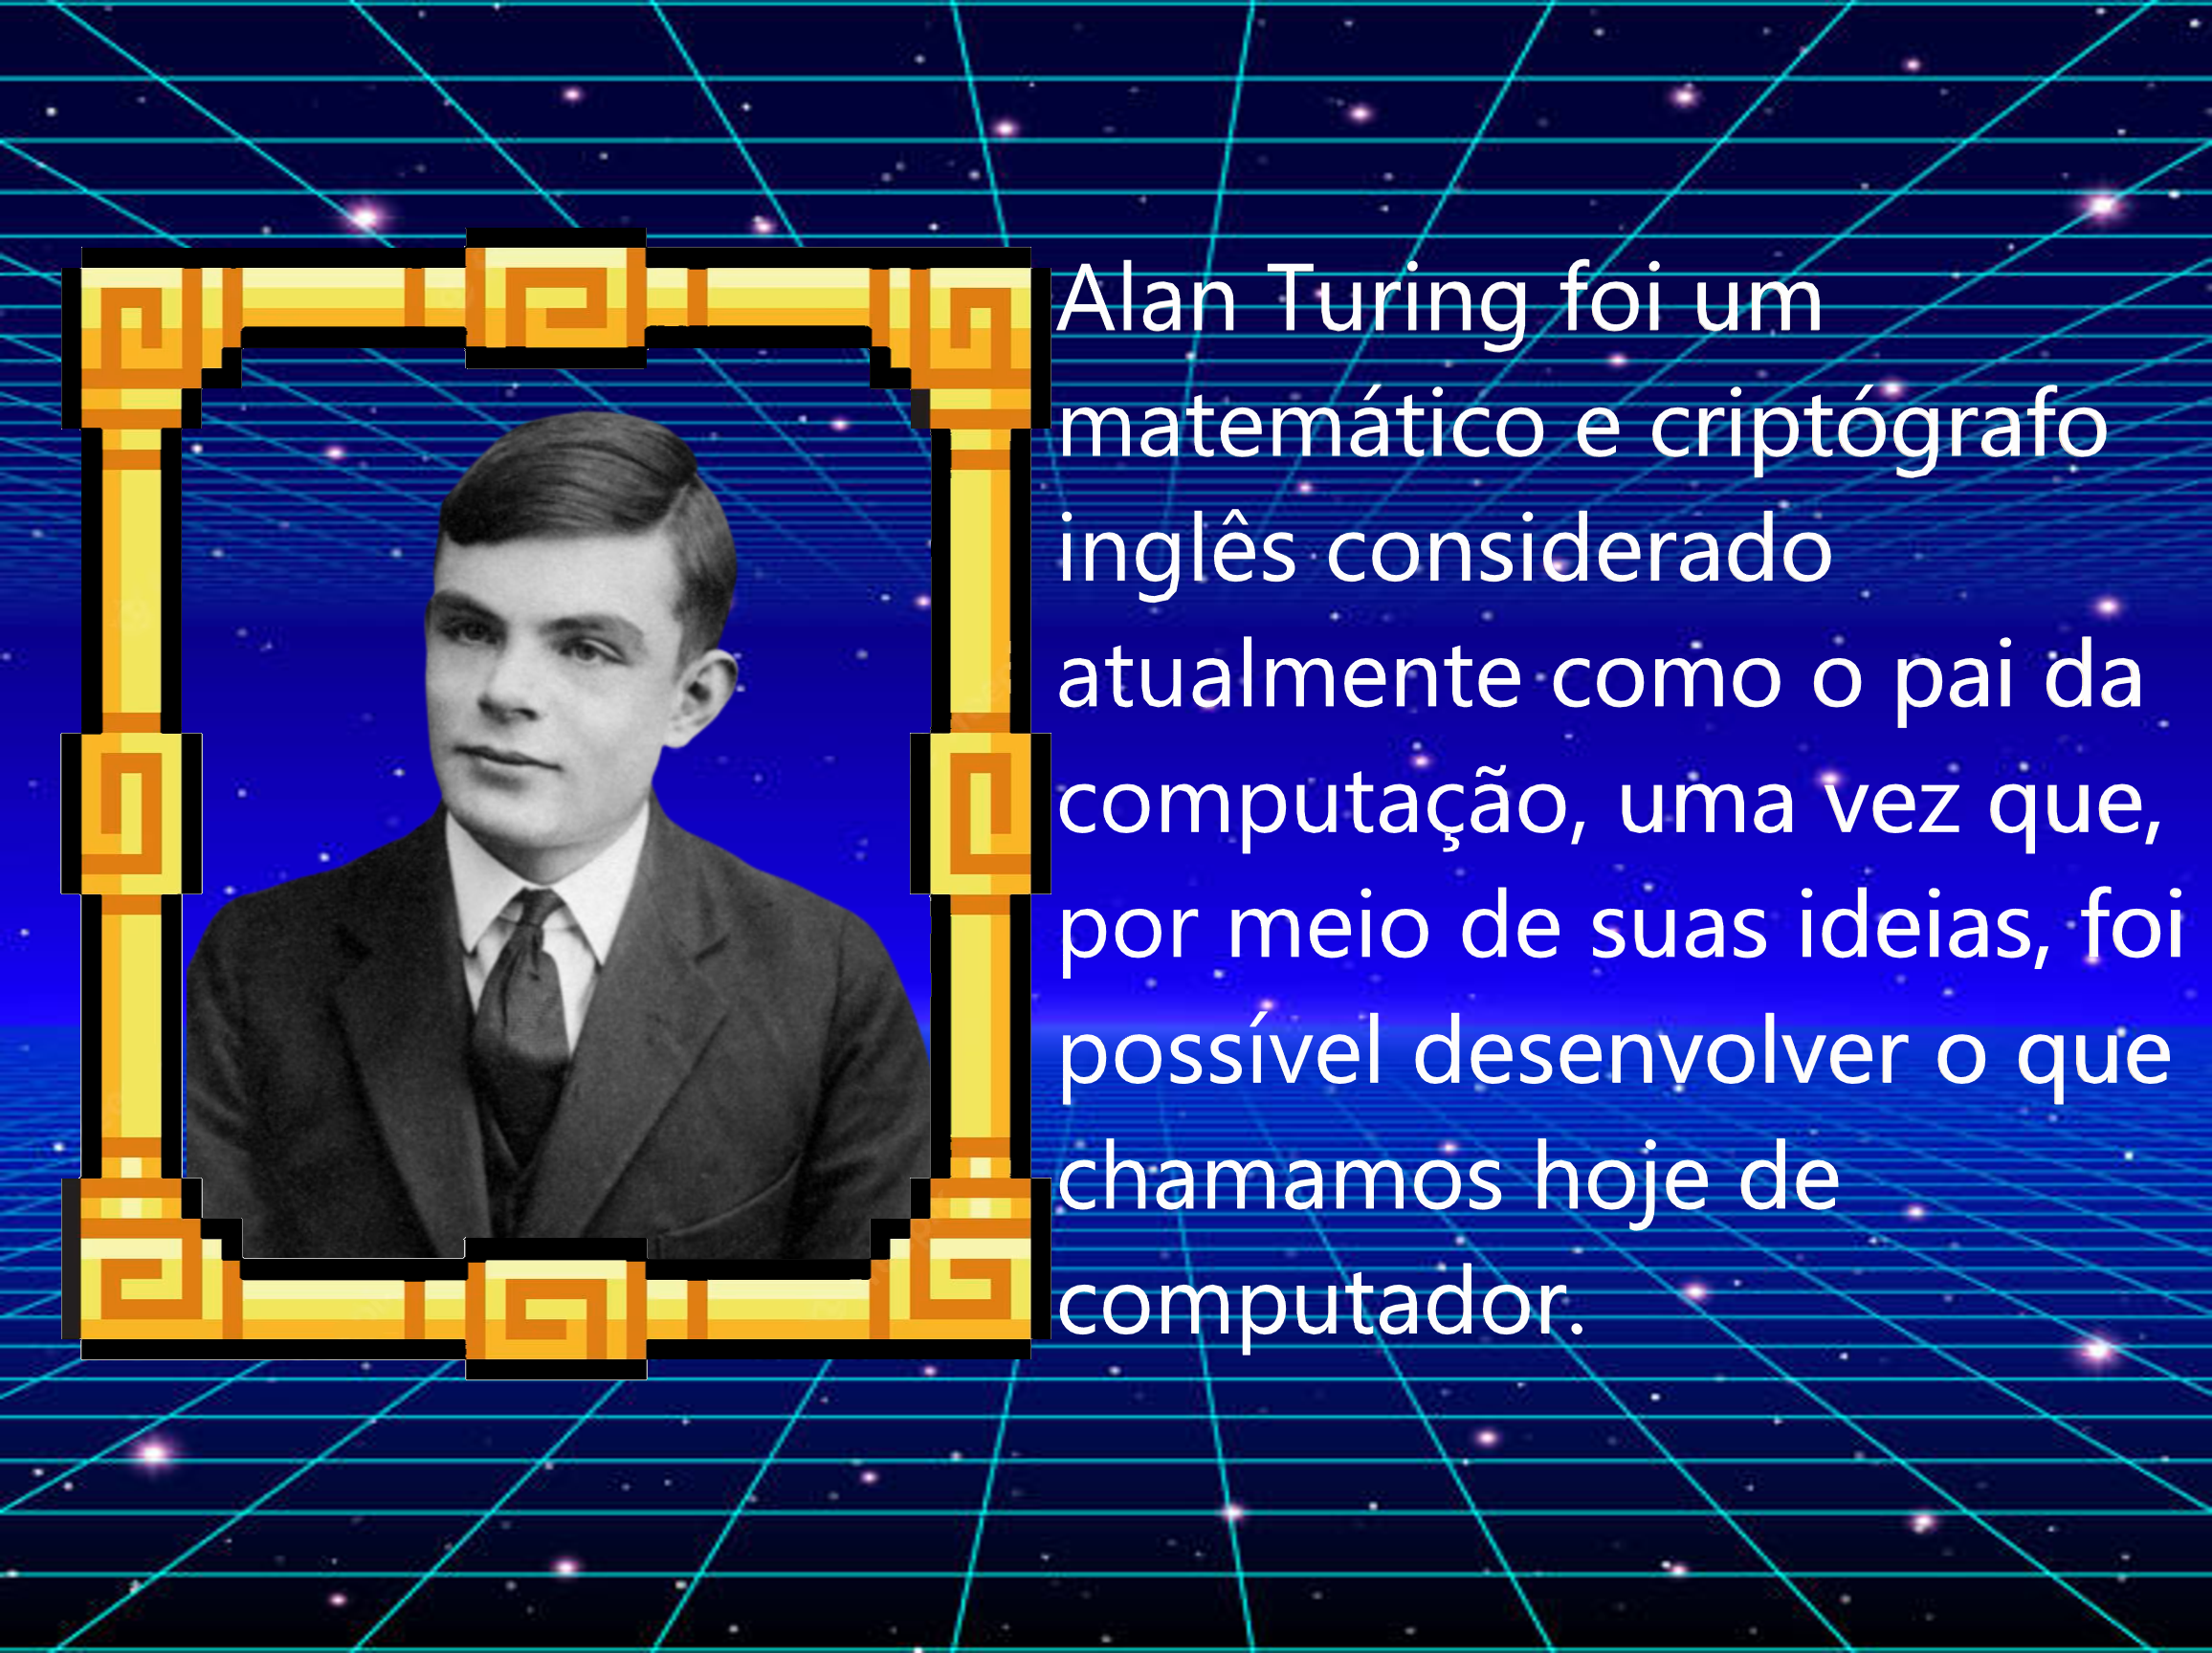 Alan Turing foi um
matemático e criptógrafo
inglês considerado
atualmente como o pai da
computação, uma vez que,
por meio de suas ideias, foi
possível desenvolver o que
chamamos hoje de
computador.